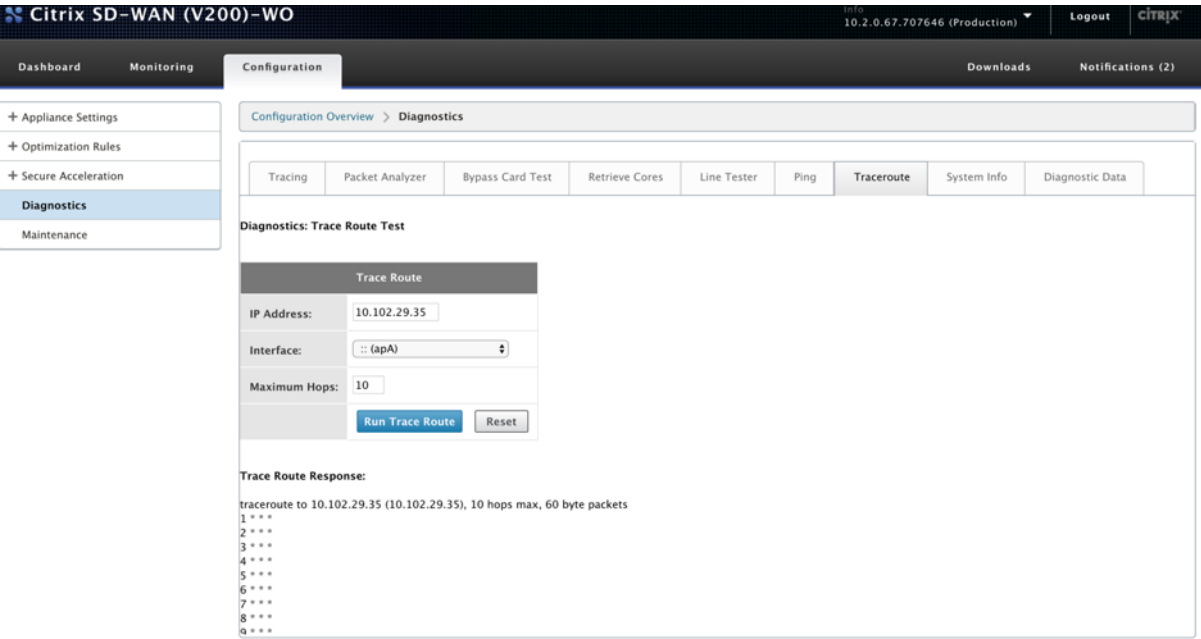 Citrix SD-WAN (V200)-WO
Info
10.2.0.67.707646 (Production)
Logout
CİTRIX
Dashboard
Monitoring
Configuration
Downloads
Notifications (2)
+ Appliance Settings
+ Optimization Rules
+ Secure Acceleration
Diagnostics
Maintenance
Configuration Overview > Diagnostics
Tracing
Packet Analyzer
Bypass Card Test
Retrieve Cores
Line Tester
Ping
Traceroute
System Info
Diagnostic Data
Diagnostics: Trace Route Test
Trace Route
IP Address: 10.102.29.35
Interface: :: (apA)
Maximum Hops: 10
Run Trace Route Reset
Trace Route Response:
traceroute to 10.102.29.35 (10.102.29.35), 10 hops max, 60 byte packets
1 * * *
2 * * *
3 * * *
4 * * *
5 * * *
6 * * *
7 * * *
8 * * *
9 * * *